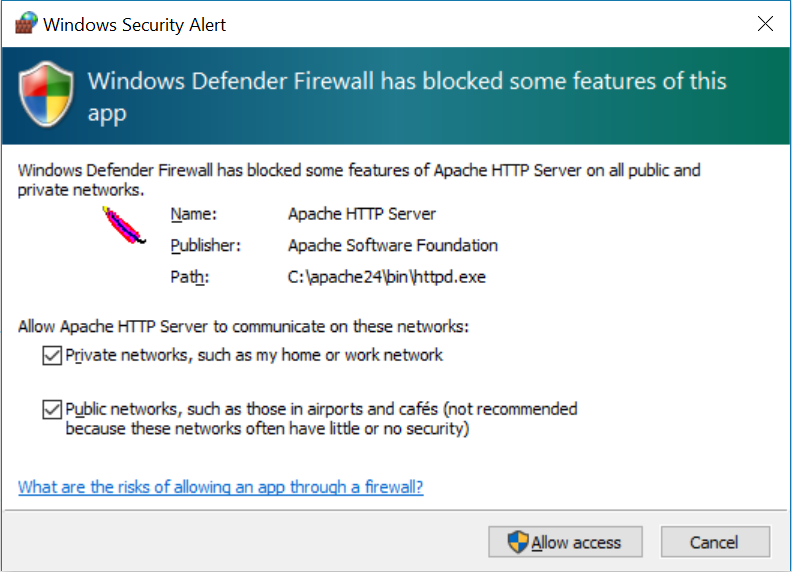 Windows Security Alert
Windows Defender Firewall has blocked some features of this
app
Windows Defender Firewall has blocked some features of Apache HTTP Server on all public and
private networks.
Name: Apache HTTP Server
Publisher: Apache Software Foundation
Path: C:\apache24\bin\httpd.exe
Allow Apache HTTP Server to communicate on these networks:
Private networks, such as my home or work network
Public networks, such as those in airports and cafés (not recommended
because these networks often have little or no security)
What are the risks of allowing an app through a firewall?
Allow access Cancel